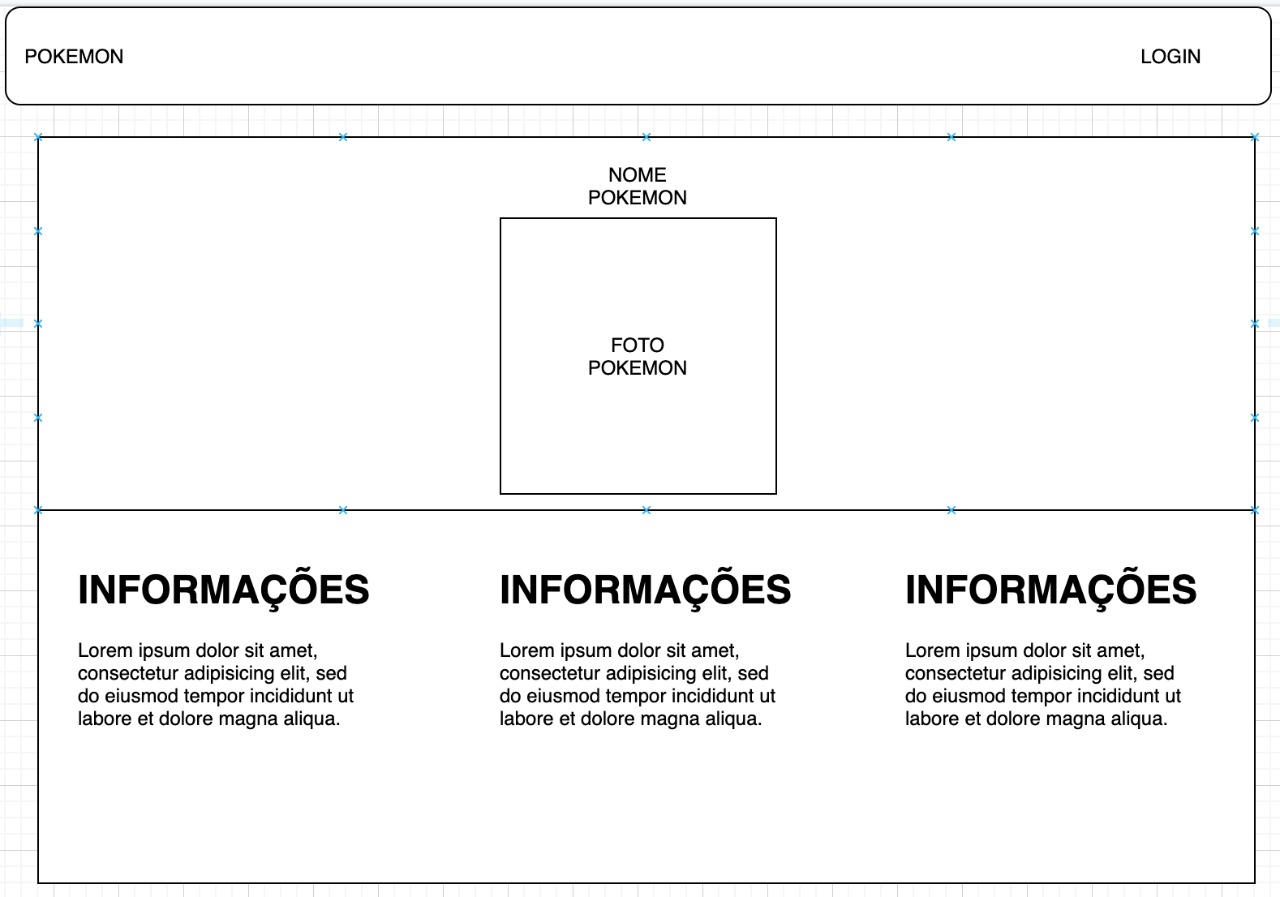 POKEMON
LOGIN
NOME
POKEMON
FOTO
POKEMON
INFORMAÇÕES
Lorem ipsum dolor sit amet,
consectetur adipisicing elit, sed
do eiusmod tempor incididunt ut
labore et dolore magna aliqua.
INFORMAÇÕES
Lorem ipsum dolor sit amet,
consectetur adipisicing elit, sed
do eiusmod tempor incididunt ut
labore et dolore magna aliqua.
INFORMAÇÕES
Lorem ipsum dolor sit amet,
consectetur adipisicing elit, sed
do eiusmod tempor incididunt ut
labore et dolore magna aliqua.